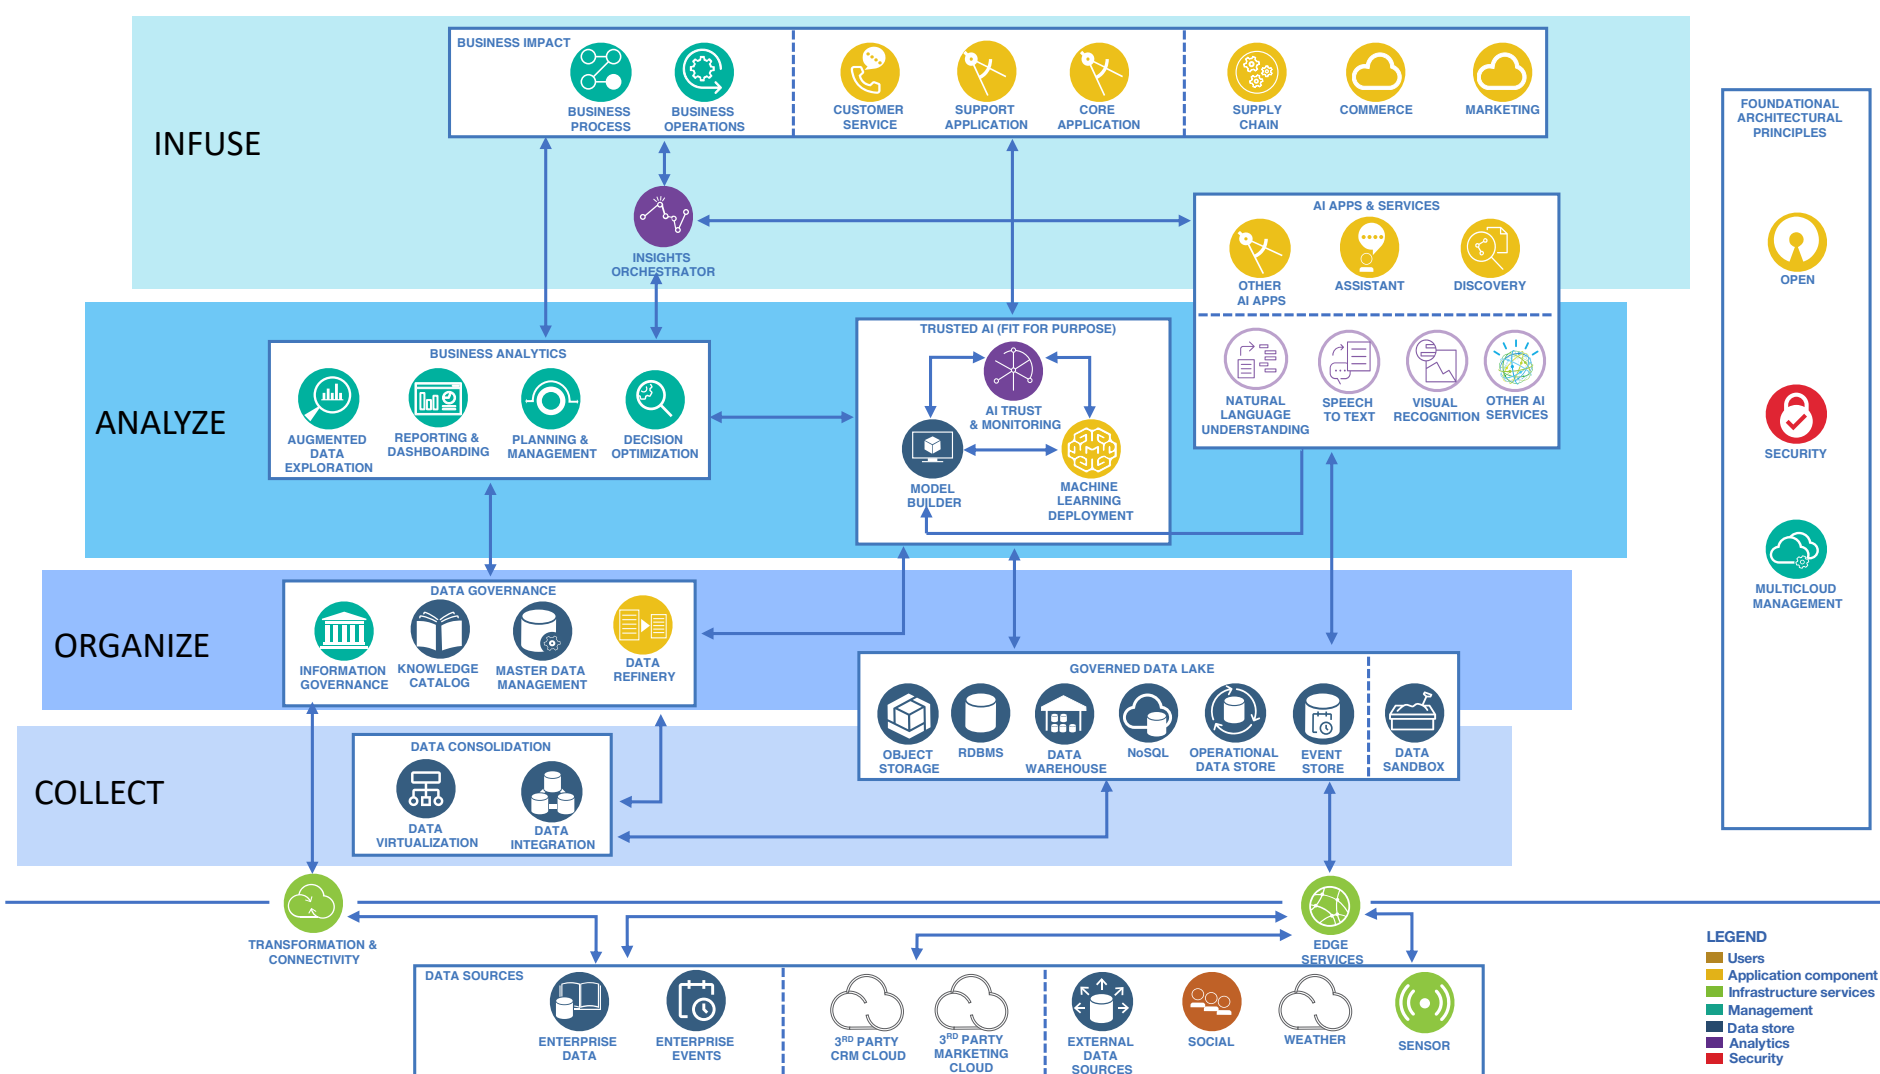 BUSINESS IMPACT
BUSINESS
PROCESS
BUSINESS
OPERATIONS
CUSTOMER
SERVICE
SUPPORT
APPLICATION
CORE
APPLICATION
SUPPLY
CHAIN
COMMERCE
MARKETING
INFUSE
INSIGHTS
ORCHESTRATOR
AI APPS & SERVICES
OTHER
AI APPS
ASSISTANT
DISCOVERY
NATURAL
LANGUAGE
UNDERSTANDING
SPEECH
TO TEXT
VISUAL
RECOGNITION
OTHER AI
SERVICES
ANALYZE
BUSINESS ANALYTICS
AUGMENTED
DATA
EXPLORATION
REPORTING &
DASHBOARDING
PLANNING &
MANAGEMENT
DECISION
OPTIMIZATION
TRUSTED AI (FIT FOR PURPOSE)
AI TRUST
& MONITORING
MODEL
BUILDER
MACHINE
LEARNING
DEPLOYMENT
ORGANIZE
DATA GOVERNANCE
INFORMATION
GOVERNANCE
KNOWLEDGE
CATALOG
MASTER DATA
MANAGEMENT
DATA
REFINERY
GOVERNED DATA LAKE
OBJECT
STORAGE
RDBMS
DATA
WAREHOUSE
NoSQL
OPERATIONAL
DATA STORE
EVENT
STORE
DATA
SANDBOX
COLLECT
DATA CONSOLIDATION
DATA
VIRTUALIZATION
DATA
INTEGRATION
TRANSFORMATION &
CONNECTIVITY
EDGE
SERVICES
DATA SOURCES
ENTERPRISE
DATA
ENTERPRISE
EVENTS
3RD PARTY
CRM CLOUD
3RD PARTY
MARKETING
CLOUD
EXTERNAL
DATA
SOURCES
SOCIAL
WEATHER
SENSOR
FOUNDATIONAL
ARCHITECTURAL
PRINCIPLES
OPEN
SECURITY
MULTICLOUD
MANAGEMENT
LEGEND
Users
Application component
Infrastructure services
Management
Data store
Analytics
Security